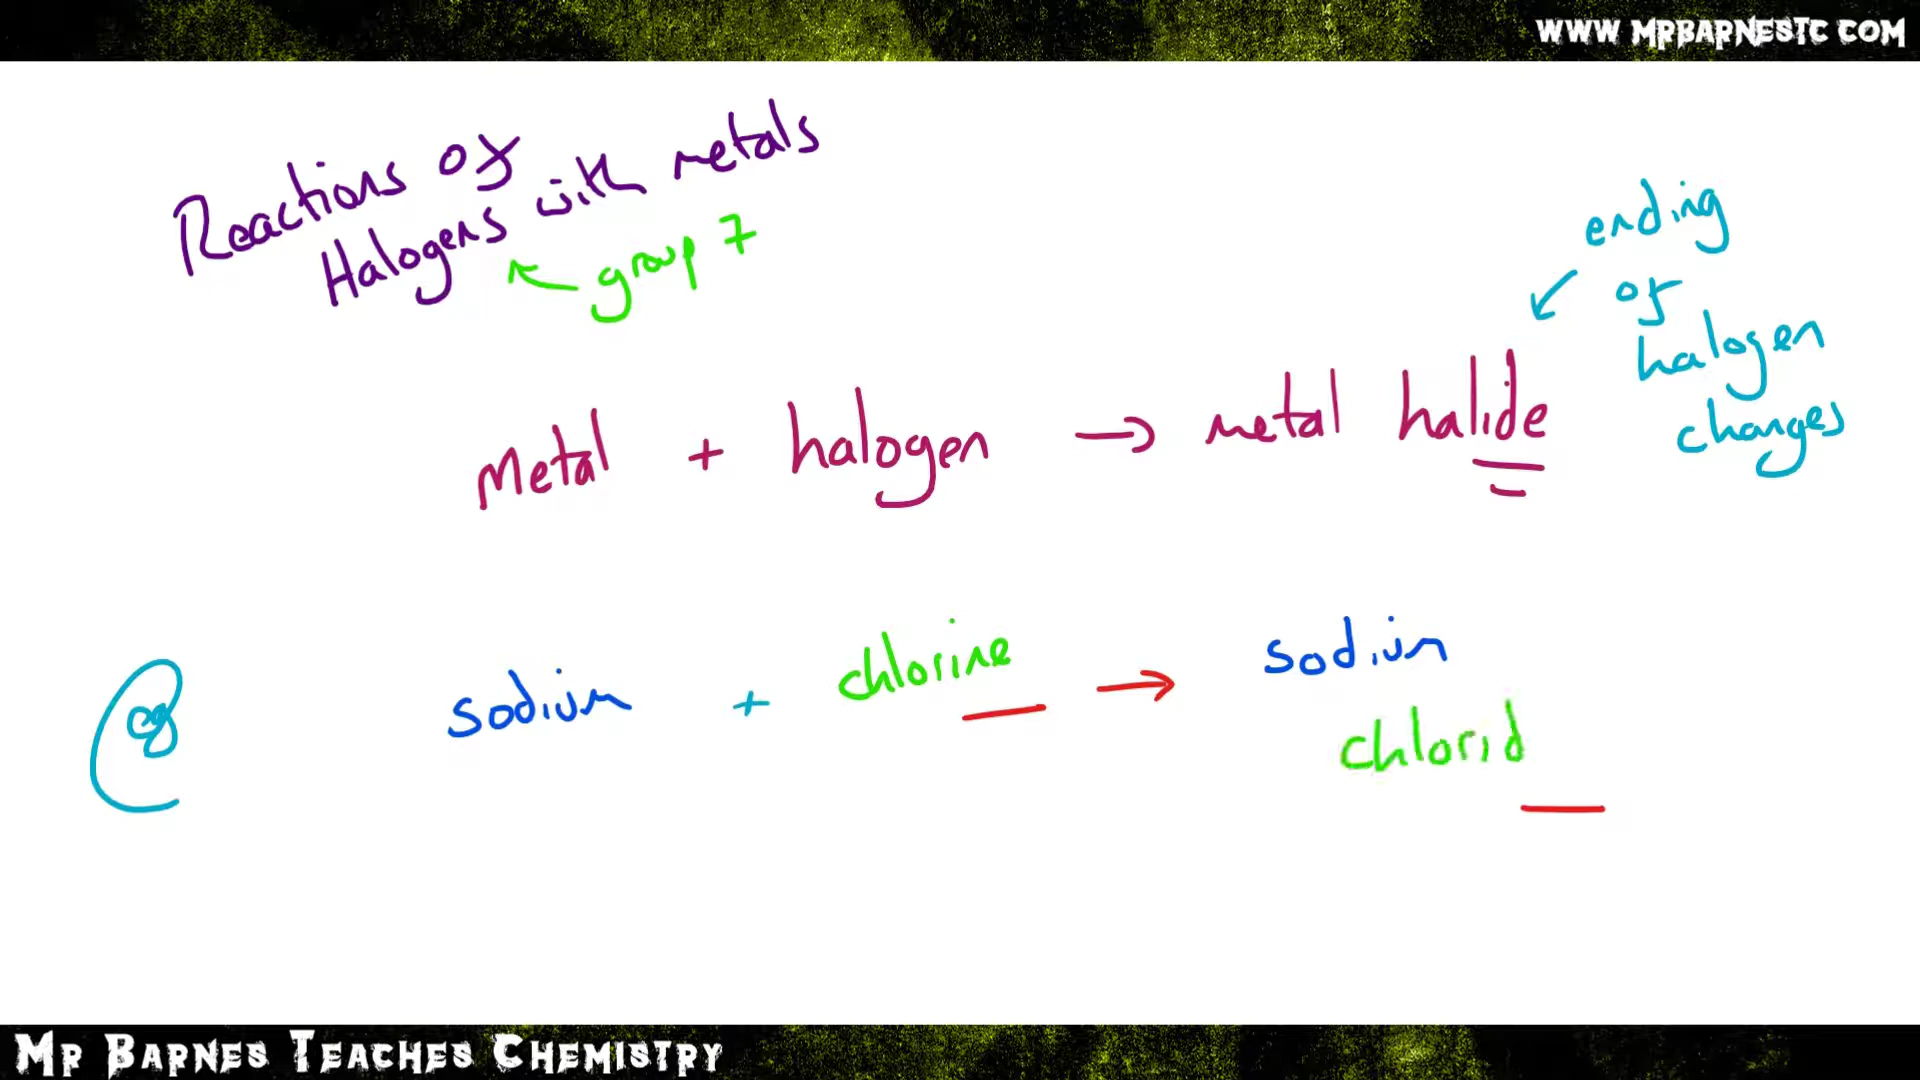 WWW MRBARNESTC COM
Reactions of
Halogens with metals
group 7
ending
of
halogen
changes
Metal + halogen → metal halide
eg
sodium + chlorine → sodium
chlorid
MR BARNES TEACHES CHEMISTRY